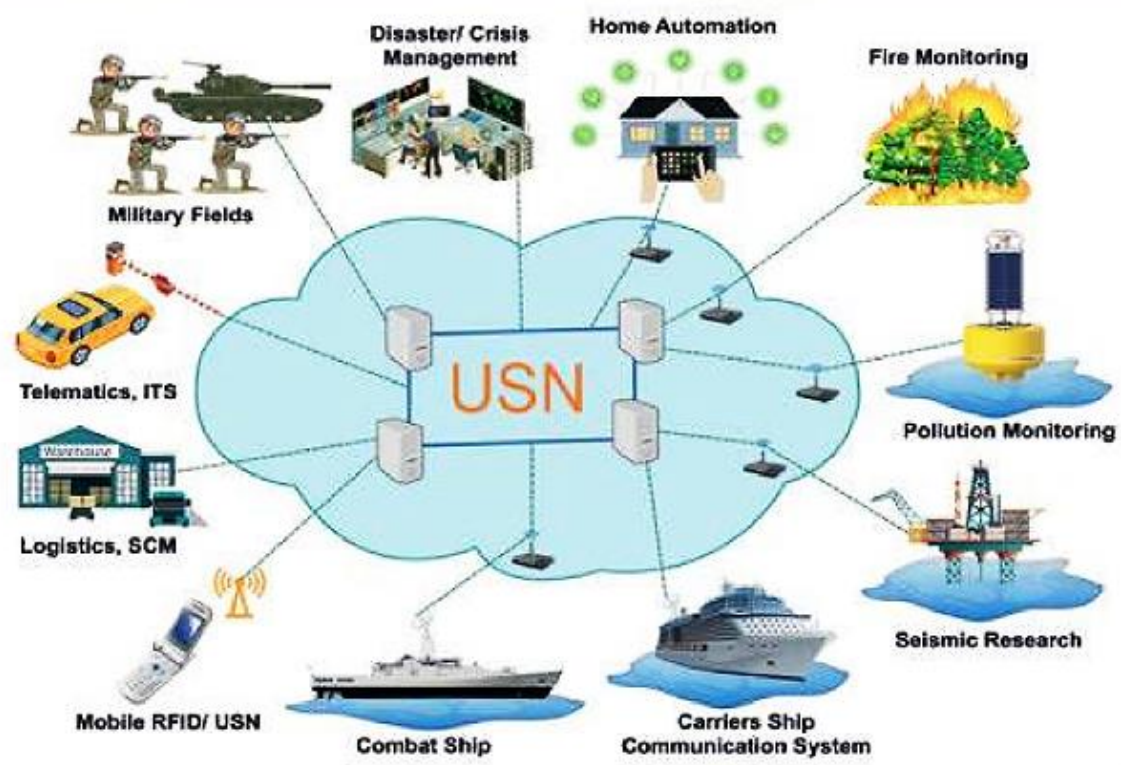 Disaster/ Crisis
Management
Home Automation
Fire Monitoring
Military Fields
USN
Telematics, ITS
Pollution Monitoring
Warehouse
Logistics, SCM
Seismic Research
Mobile RFID/ USN
Combat Ship
Carriers Ship
Communication System